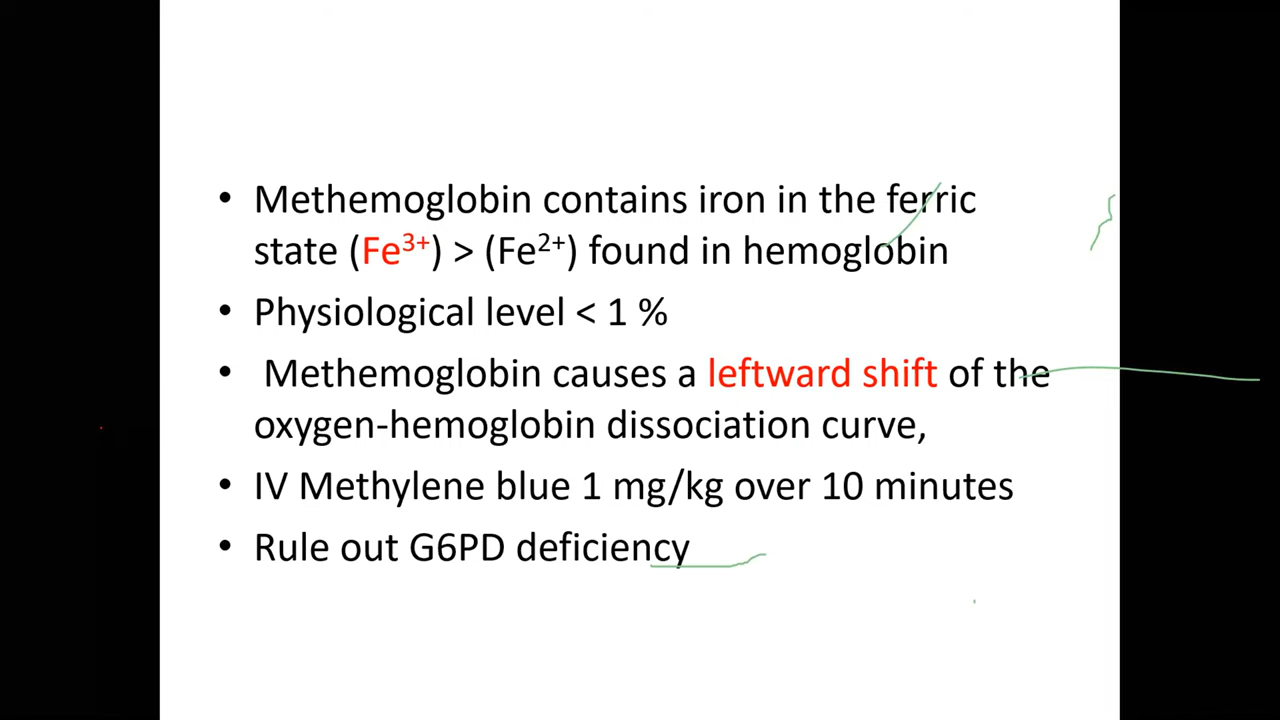 • Methemoglobin contains iron in the ferric
state (Fe³⁺) > (Fe²⁺) found in hemoglobin
• Physiological level < 1 %
• Methemoglobin causes a leftward shift of the
oxygen-hemoglobin dissociation curve,
• IV Methylene blue 1 mg/kg over 10 minutes
• Rule out G6PD deficiency